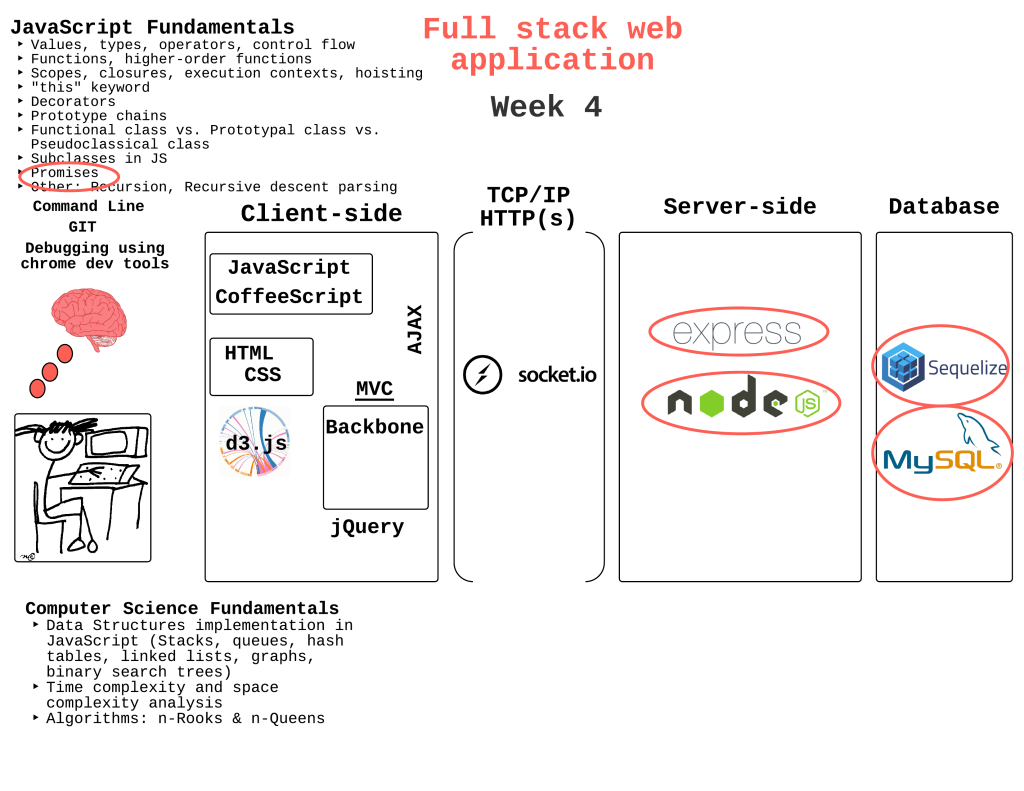 JavaScript Fundamentals
‣ Values, types, operators, control flow
‣ Functions, higher-order functions
‣ Scopes, closures, execution contexts, hoisting
‣ "this" keyword
‣ Decorators
‣ Prototype chains
‣ Functional class vs. Prototypal class vs.
Pseudoclassical class
‣ Subclasses in JS
‣ Promises
‣ Other: Recursion, Recursive descent parsing
Full stack web
application
Week 4
Command Line
GIT
Debugging using
chrome dev tools
Client-side
JavaScript
CoffeeScript
AJAX
HTML
CSS
MVC
d3.js
Backbone
jQuery
TCP/IP
HTTP(s)
socket.io
Server-side
express
node
JS
Database
Sequelize
MySQL®
Computer Science Fundamentals
‣ Data Structures implementation in
JavaScript (Stacks, queues, hash
tables, linked lists, graphs,
binary search trees)
‣ Time complexity and space
complexity analysis
‣ Algorithms: n-Rooks & n-Queens